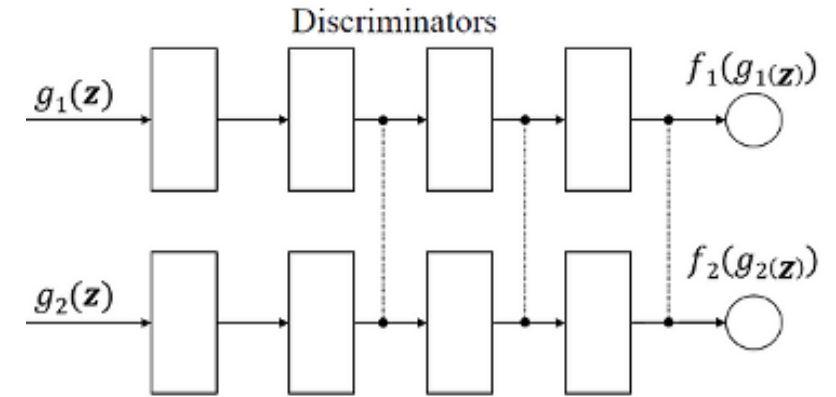 Discriminators
g₁(z)
f₁(g₁₍z₎)
g₂(z)
f₂(g₂₍z₎)